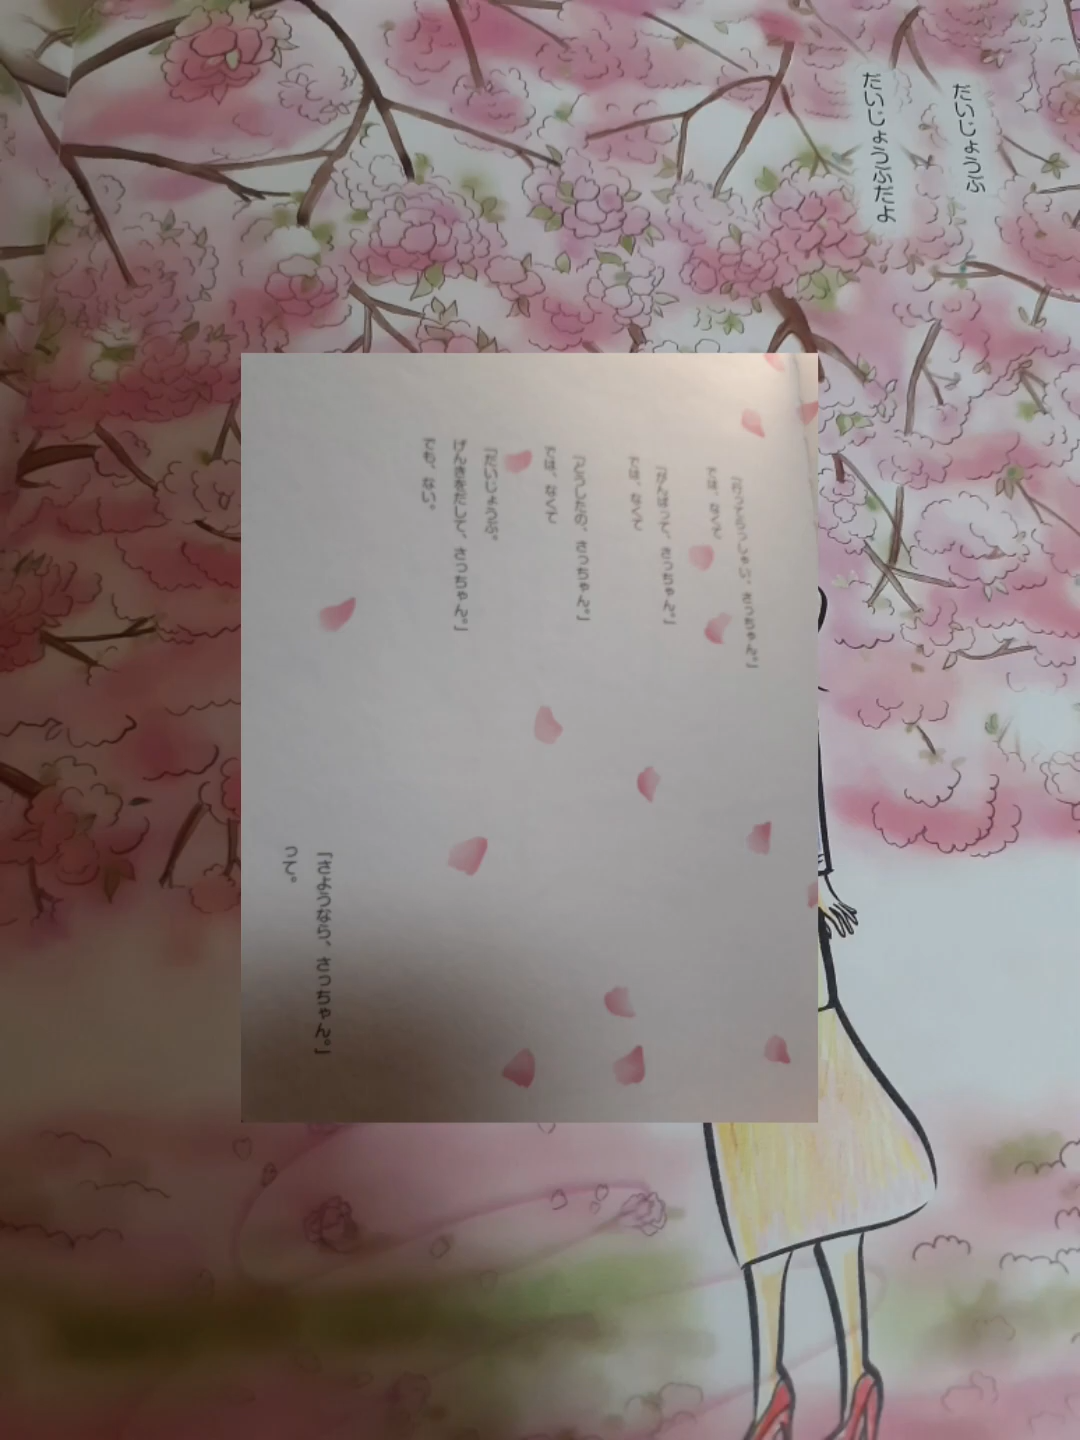 だいじょうぶ
だいじょうぶだよ
「いってらっしゃい、さっちゃん。」
では、なくて
「がんばって、さっちゃん。」
では、なくて
「どうしたの、さっちゃん。」
では、なくて
「だいじょうぶ。
げんきをだして、さっちゃん。」
でも、ない。
「さようなら、さっちゃん。」
って。